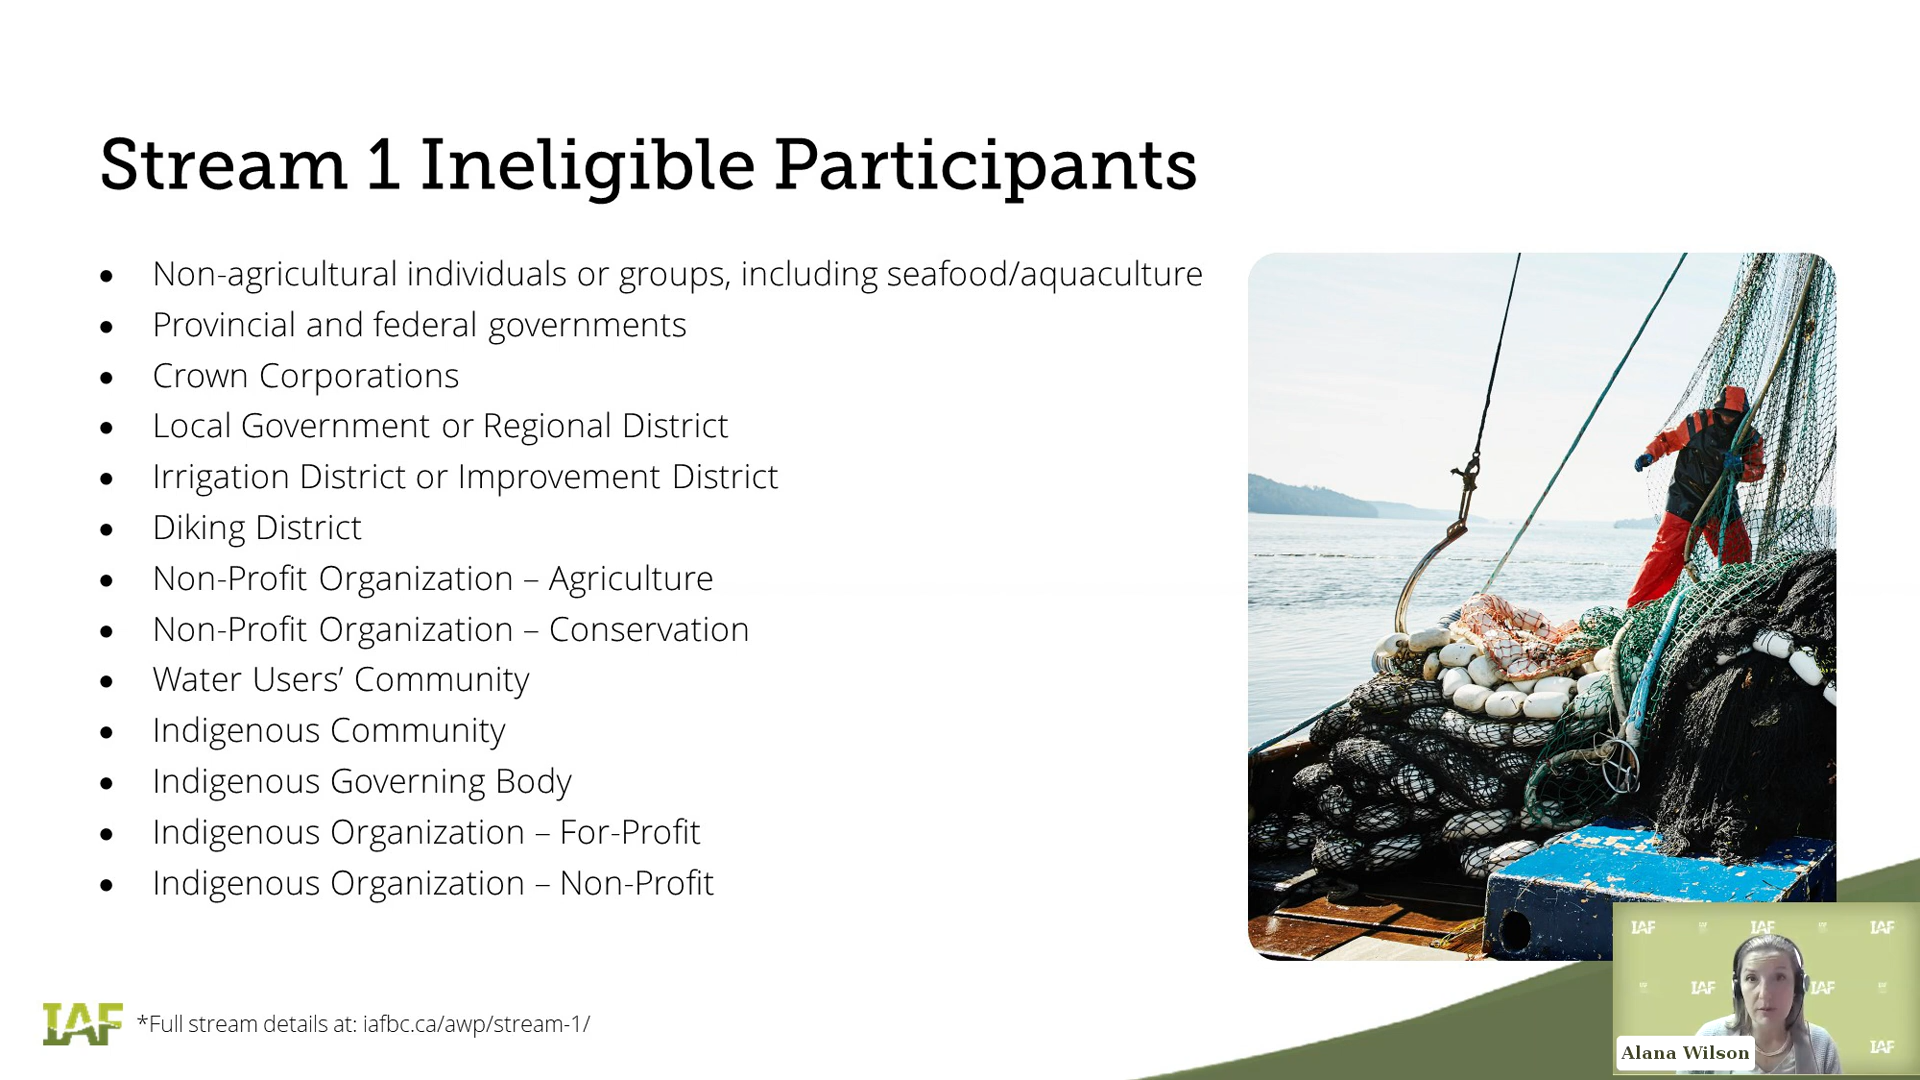 Stream 1 Ineligible Participants
• Non-agricultural individuals or groups, including seafood/aquaculture
• Provincial and federal governments
• Crown Corporations
• Local Government or Regional District
• Irrigation District or Improvement District
• Diking District
• Non-Profit Organization – Agriculture
• Non-Profit Organization – Conservation
• Water Users’ Community
• Indigenous Community
• Indigenous Governing Body
• Indigenous Organization – For-Profit
• Indigenous Organization – Non-Profit
IAF *Full stream details at: iafbc.ca/awp/stream-1/
IAF IAF IAF
IAF IAF
IAF
Alana Wilson